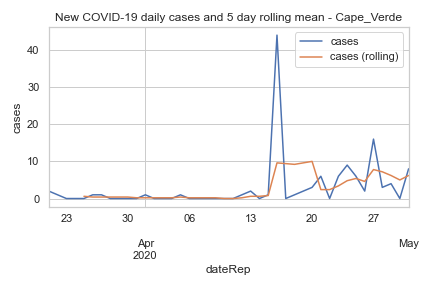 New COVID-19 daily cases and 5 day rolling mean - Cape_Verde
cases
cases (rolling)
cases
40
30
20
10
0
23
30
06
13
20
27
Apr
2020
May
dateRep